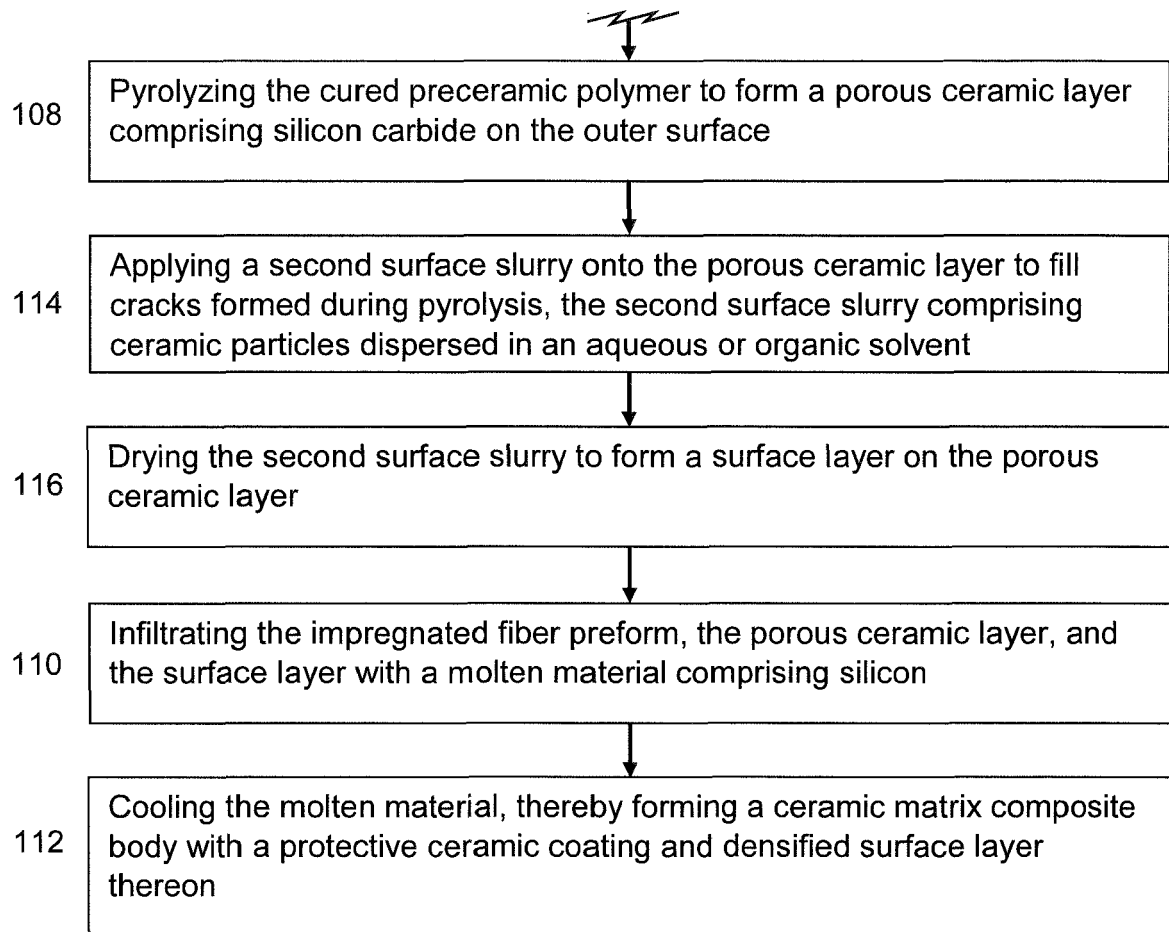 108
Pyrolyzing the cured preceramic polymer to form a porous ceramic layer
comprising silicon carbide on the outer surface
114
Applying a second surface slurry onto the porous ceramic layer to fill
cracks formed during pyrolysis, the second surface slurry comprising
ceramic particles dispersed in an aqueous or organic solvent
116
Drying the second surface slurry to form a surface layer on the porous
ceramic layer
110
Infiltrating the impregnated fiber preform, the porous ceramic layer, and
the surface layer with a molten material comprising silicon
112
Cooling the molten material, thereby forming a ceramic matrix composite
body with a protective ceramic coating and densified surface layer
thereon